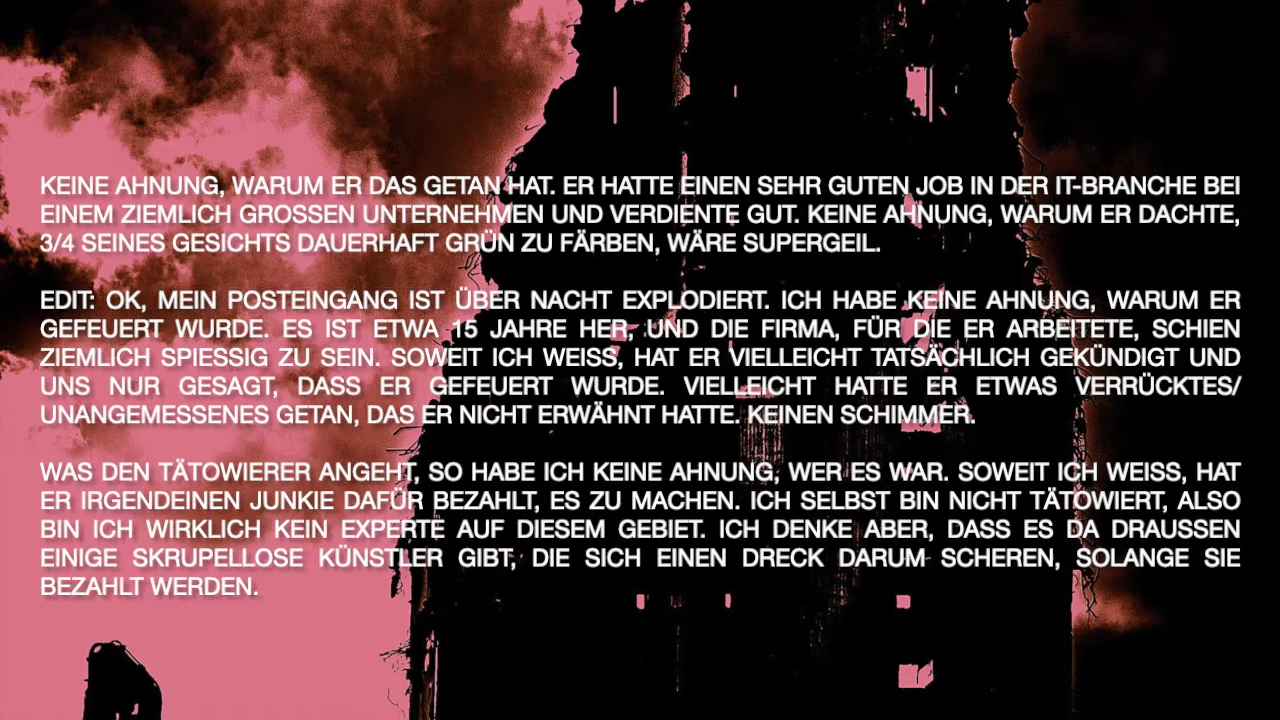 KEINE AHNUNG, WARUM ER DAS GETAN HAT. ER HATTE EINEN SEHR GUTEN JOB IN DER IT-BRANCHE BEI
EINEM ZIEMLICH GROSSEN UNTERNEHMEN UND VERDIENTE GUT. KEINE AHNUNG, WARUM ER DACHTE,
3/4 SEINES GESICHTS DAUERHAFT GRÜN ZU FÄRBEN, WÄRE SUPERGEIL.
EDIT: OK, MEIN POSTEINGANG IST ÜBER NACHT EXPLODIERT. ICH HABE KEINE AHNUNG, WARUM ER
GEFEUERT WURDE. ES IST ETWA 15 JAHRE HER, UND DIE FIRMA, FÜR DIE ER ARBEITETE, SCHIEN
ZIEMLICH SPIESSIG ZU SEIN. SOWEIT ICH WEISS, HAT ER VIELLEICHT TATSÄCHLICH GEKÜNDIGT UND
UNS NUR GESAGT, DASS ER GEFEUERT WURDE. VIELLEICHT HATTE ER ETWAS VERRÜCKTES/
UNANGEMESSENES GETAN, DAS ER NICHT ERWÄHNT HATTE. KEINEN SCHIMMER.
WAS DEN TÄTOWIERER ANGEHT, SO HABE ICH KEINE AHNUNG, WER ES WAR. SOWEIT ICH WEISS, HAT
ER IRGENDEINEN JUNKIE DAFÜR BEZAHLT, ES ZU MACHEN. ICH SELBST BIN NICHT TÄTOWIERT, ALSO
BIN ICH WIRKLICH KEIN EXPERTE AUF DIESEM GEBIET. ICH DENKE ABER, DASS ES DA DRAUSSEN
EINIGE SKRUPELLOSE KÜNSTLER GIBT, DIE SICH EINEN DRECK DARUM SCHEREN, SOLANGE SIE
BEZAHLT WERDEN.